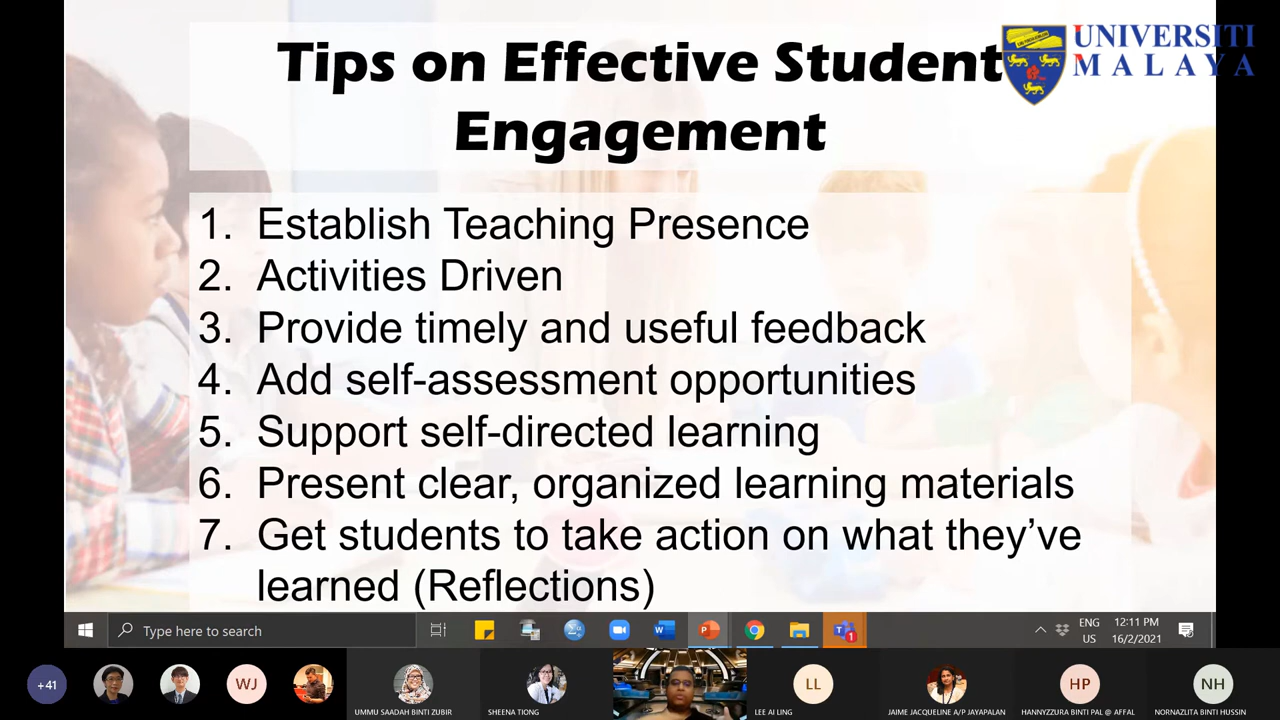 Tips on Effective Student
Engagement
UNIVERSITI
MALAYA
1. Establish Teaching Presence
2. Activities Driven
3. Provide timely and useful feedback
4. Add self-assessment opportunities
5. Support self-directed learning
6. Present clear, organized learning materials
7. Get students to take action on what they’ve
learned (Reflections)
Type here to search
ENG
US
12:11 PM
16/2/2021
1
+41
WJ
UMMU SAADAH BINTI ZUBIR
SHEENA TIONG
LL
LEE AI LING
JAIME JACQUELINE A/P JAYAPALAN
HP
HANNYZZURA BINTI PAL @ AFFAL
NH
NORNAZLITA BINTI HUSSIN